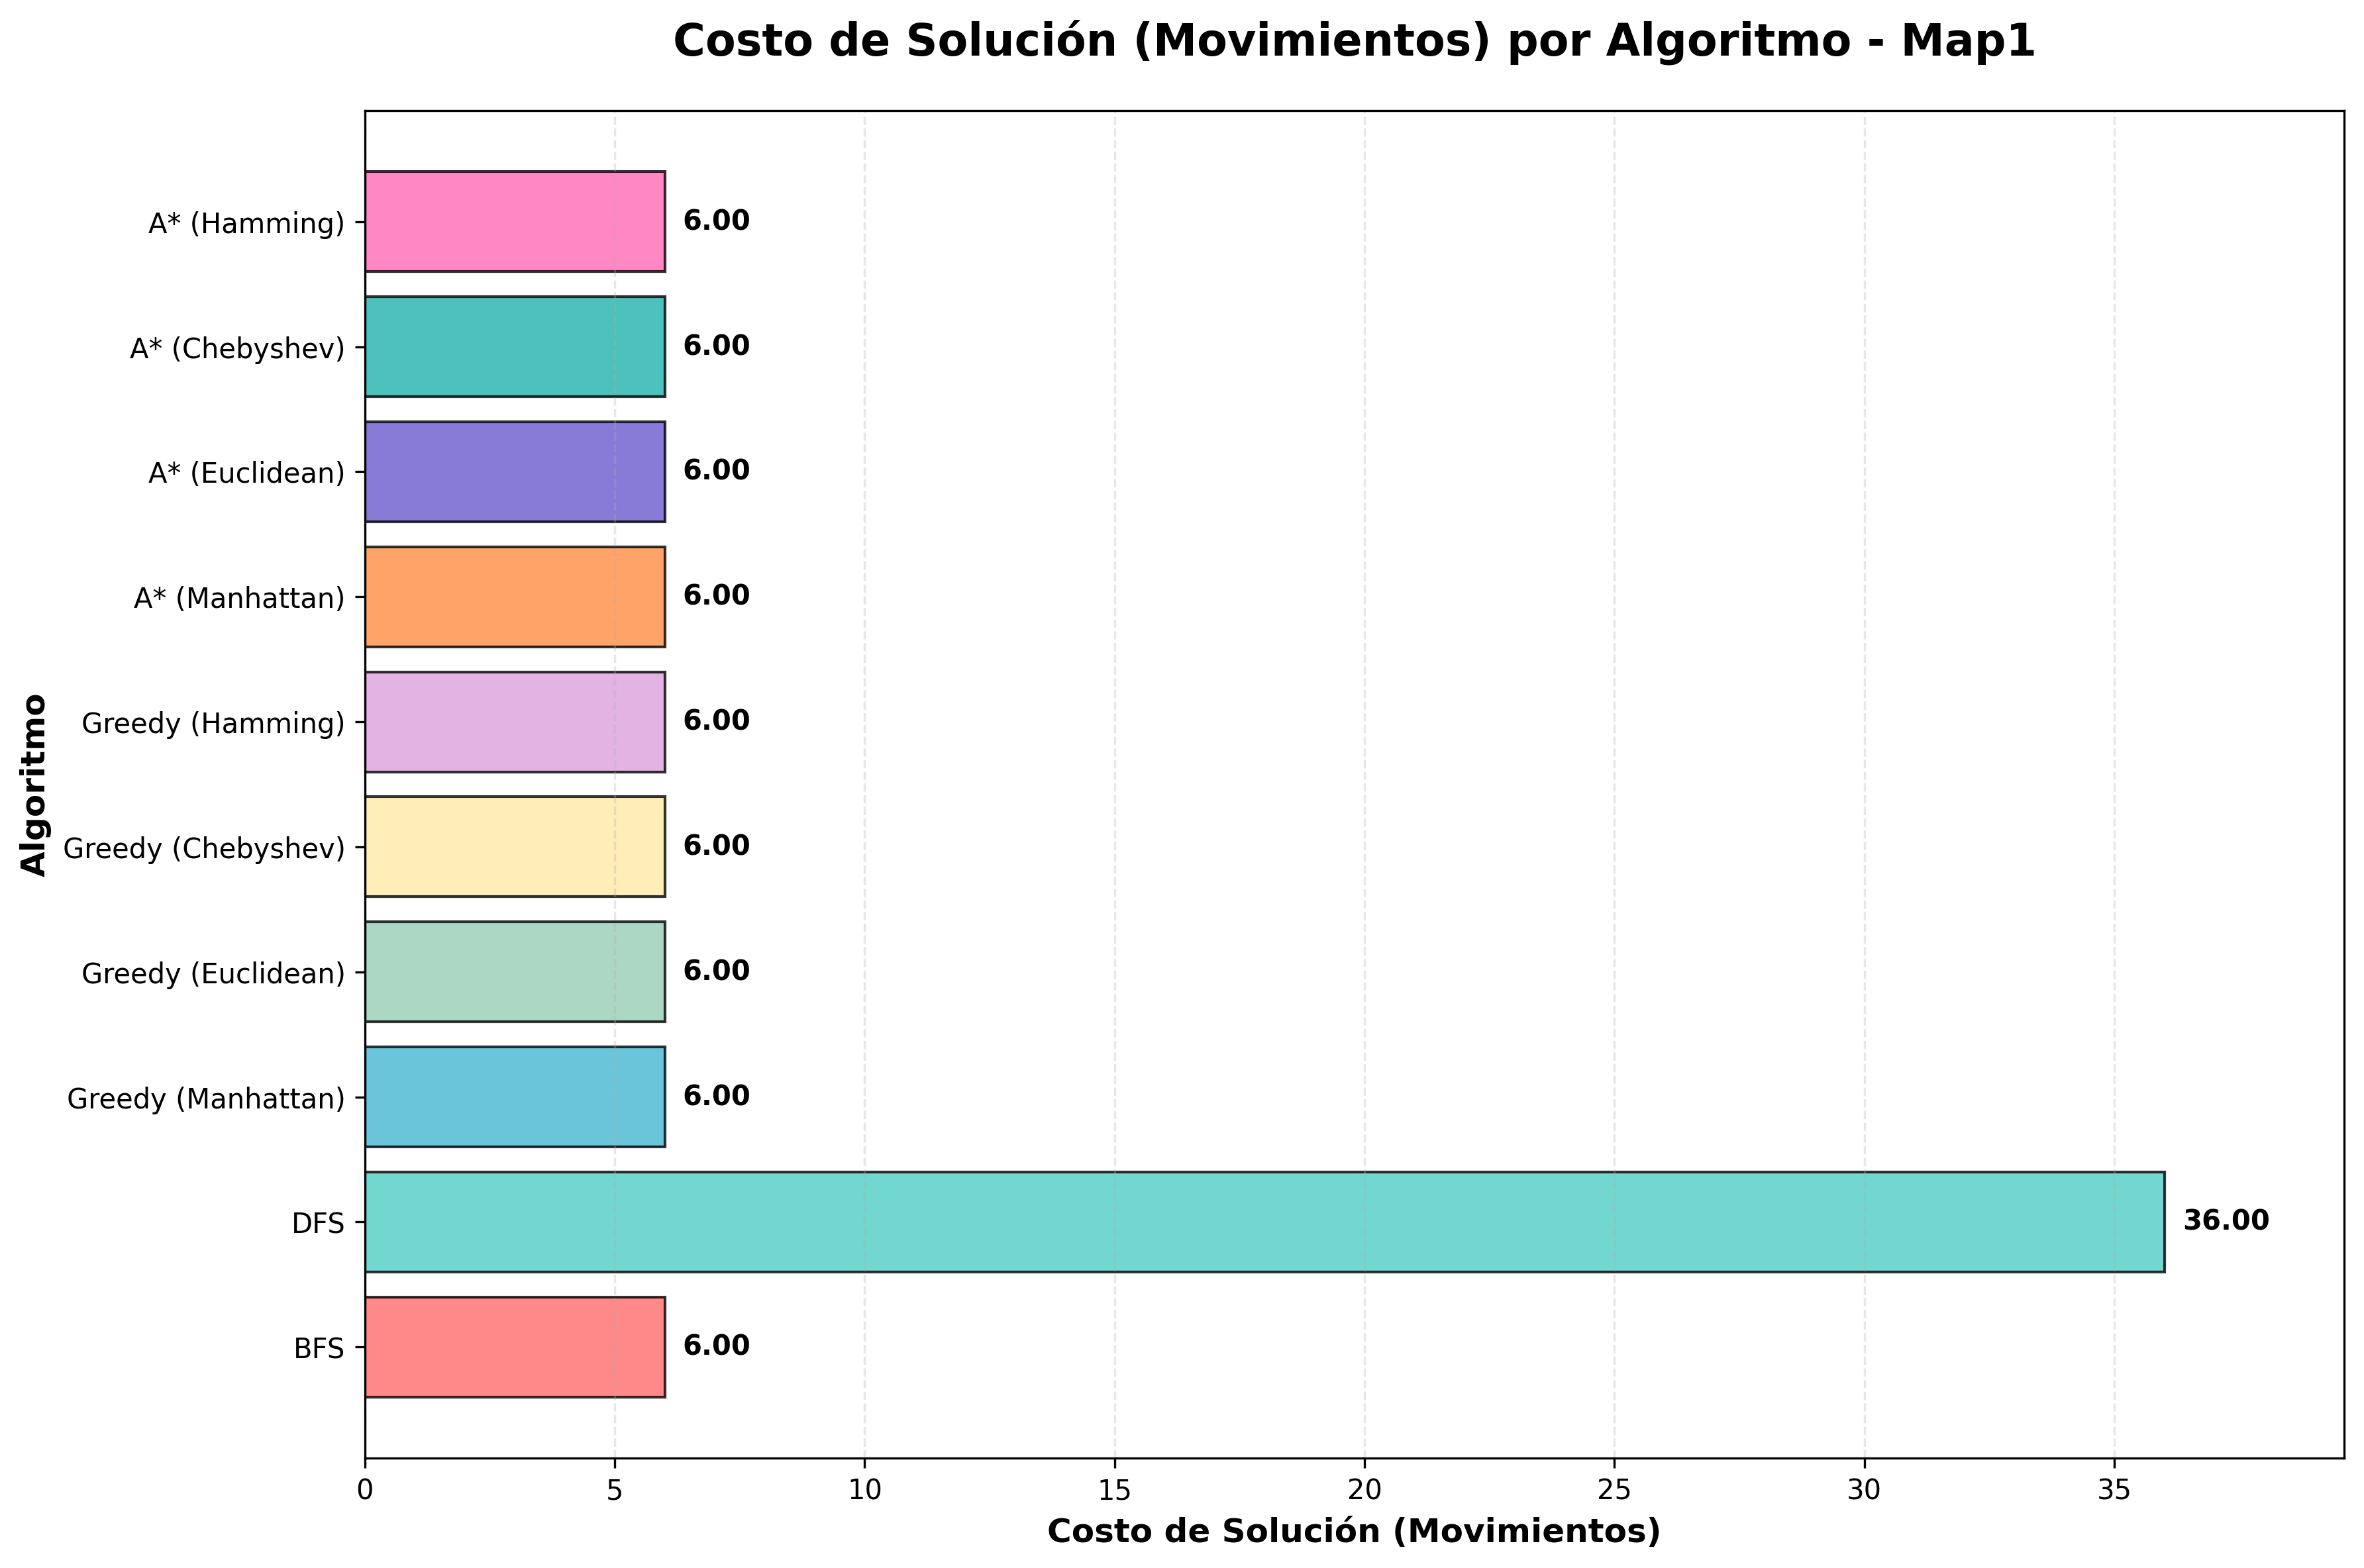 Costo de Solución (Movimientos) por Algoritmo - Map1
Algoritmo
A* (Hamming) 6.00
A* (Chebyshev) 6.00
A* (Euclidean) 6.00
A* (Manhattan) 6.00
Greedy (Hamming) 6.00
Greedy (Chebyshev) 6.00
Greedy (Euclidean) 6.00
Greedy (Manhattan) 6.00
DFS 36.00
BFS 6.00
0 5 10 15 20 25 30 35
Costo de Solución (Movimientos)